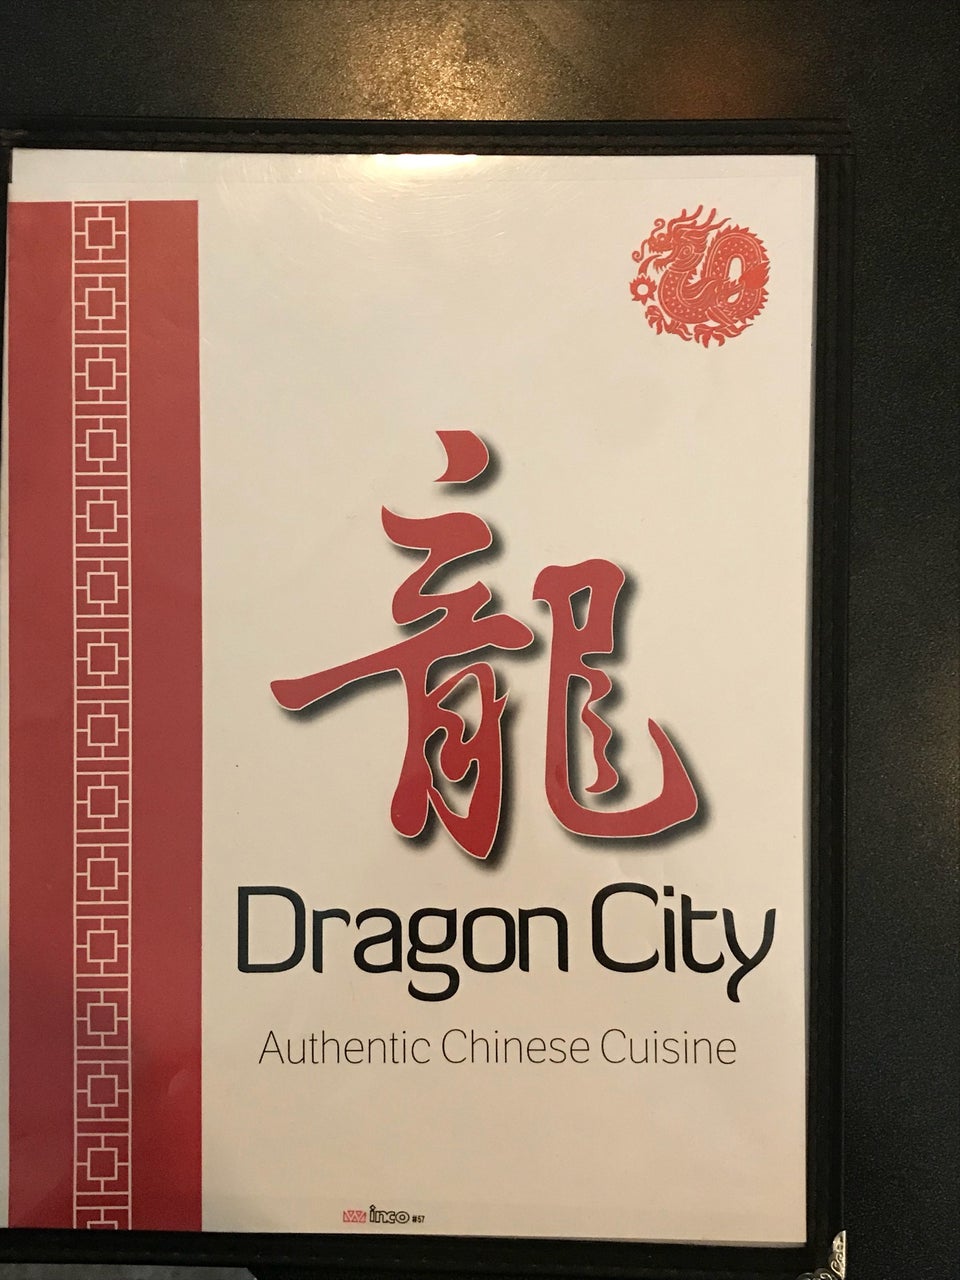 龍
Dragon City
Authentic Chinese Cuisine
inco #57